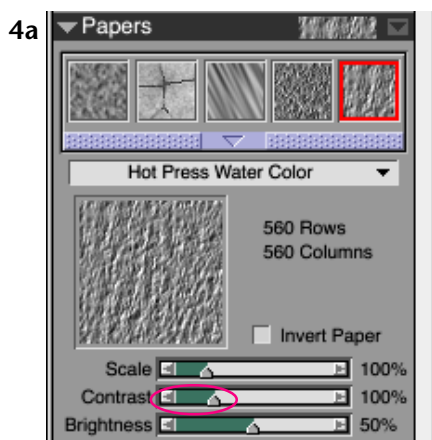 4a
Papers
Hot Press Water Color
560 Rows
560 Columns
Invert Paper
Scale 100%
Contrast 100%
Brightness 50%